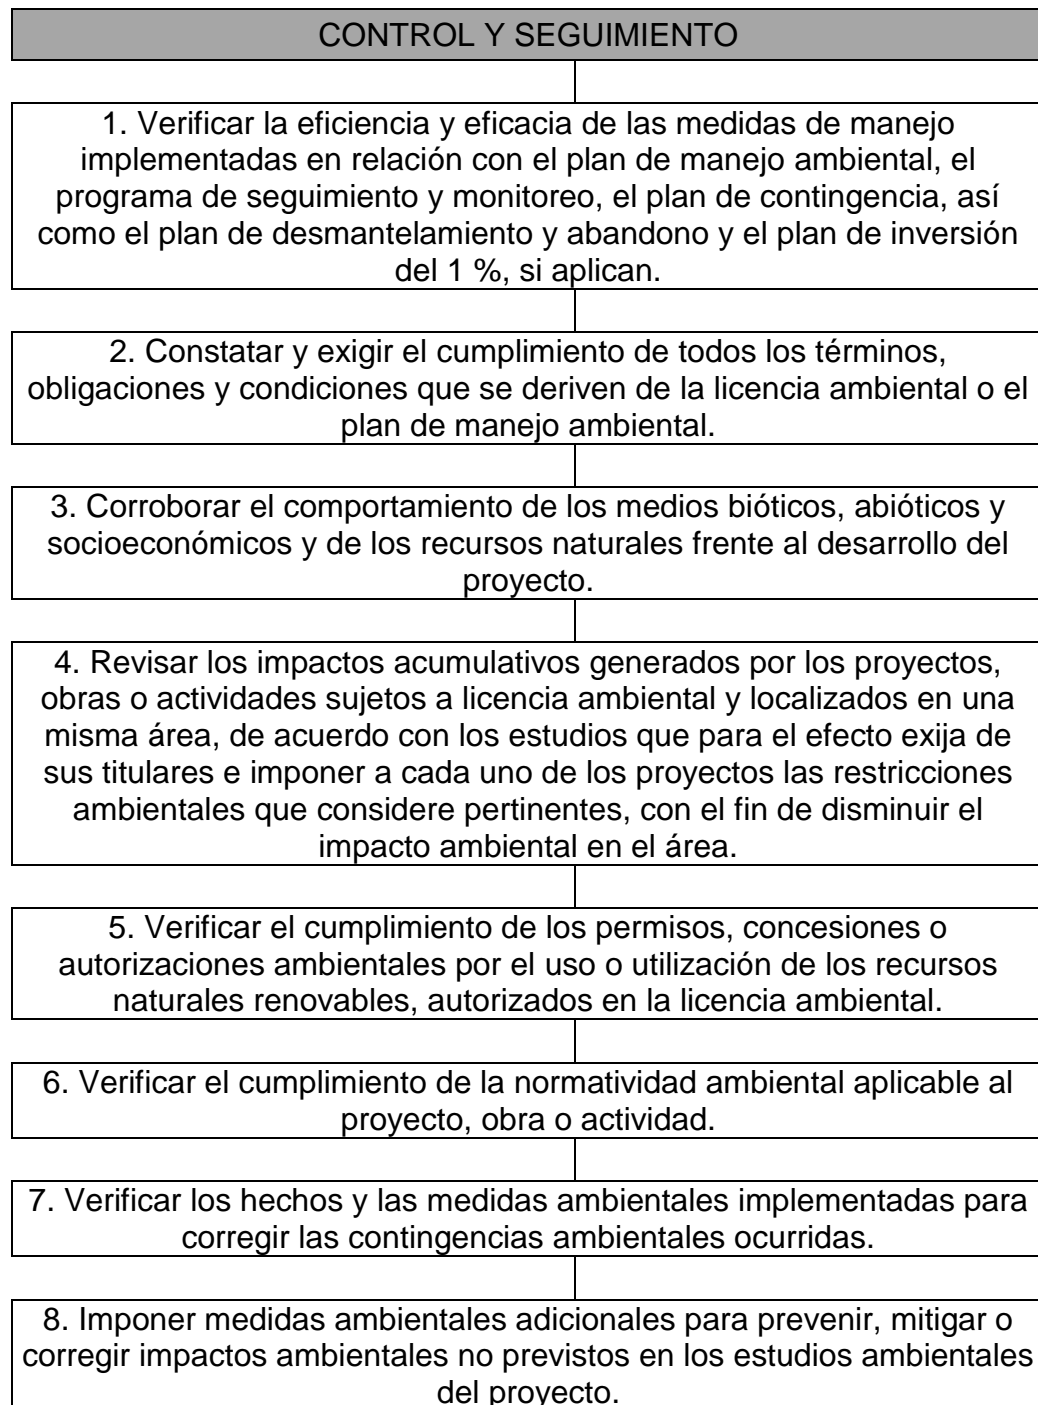 CONTROL Y SEGUIMIENTO
1. Verificar la eficiencia y eficacia de las medidas de manejo
implementadas en relación con el plan de manejo ambiental, el
programa de seguimiento y monitoreo, el plan de contingencia, así
como el plan de desmantelamiento y abandono y el plan de inversión
del 1 %, si aplican.
2. Constatar y exigir el cumplimiento de todos los términos,
obligaciones y condiciones que se deriven de la licencia ambiental o el
plan de manejo ambiental.
3. Corroborar el comportamiento de los medios bióticos, abióticos y
socioeconómicos y de los recursos naturales frente al desarrollo del
proyecto.
4. Revisar los impactos acumulativos generados por los proyectos,
obras o actividades sujetos a licencia ambiental y localizados en una
misma área, de acuerdo con los estudios que para el efecto exija de
sus titulares e imponer a cada uno de los proyectos las restricciones
ambientales que considere pertinentes, con el fin de disminuir el
impacto ambiental en el área.
5. Verificar el cumplimiento de los permisos, concesiones o
autorizaciones ambientales por el uso o utilización de los recursos
naturales renovables, autorizados en la licencia ambiental.
6. Verificar el cumplimiento de la normatividad ambiental aplicable al
proyecto, obra o actividad.
7. Verificar los hechos y las medidas ambientales implementadas para
corregir las contingencias ambientales ocurridas.
8. Imponer medidas ambientales adicionales para prevenir, mitigar o
corregir impactos ambientales no previstos en los estudios ambientales
del proyecto.